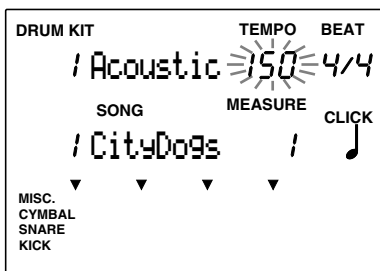 DRUM KIT TEMPO BEAT
1 Acoustic 150 4/4
SONG MEASURE CLICK
1 CityDogs 1
MISC.
CYMBAL
SNARE
KICK